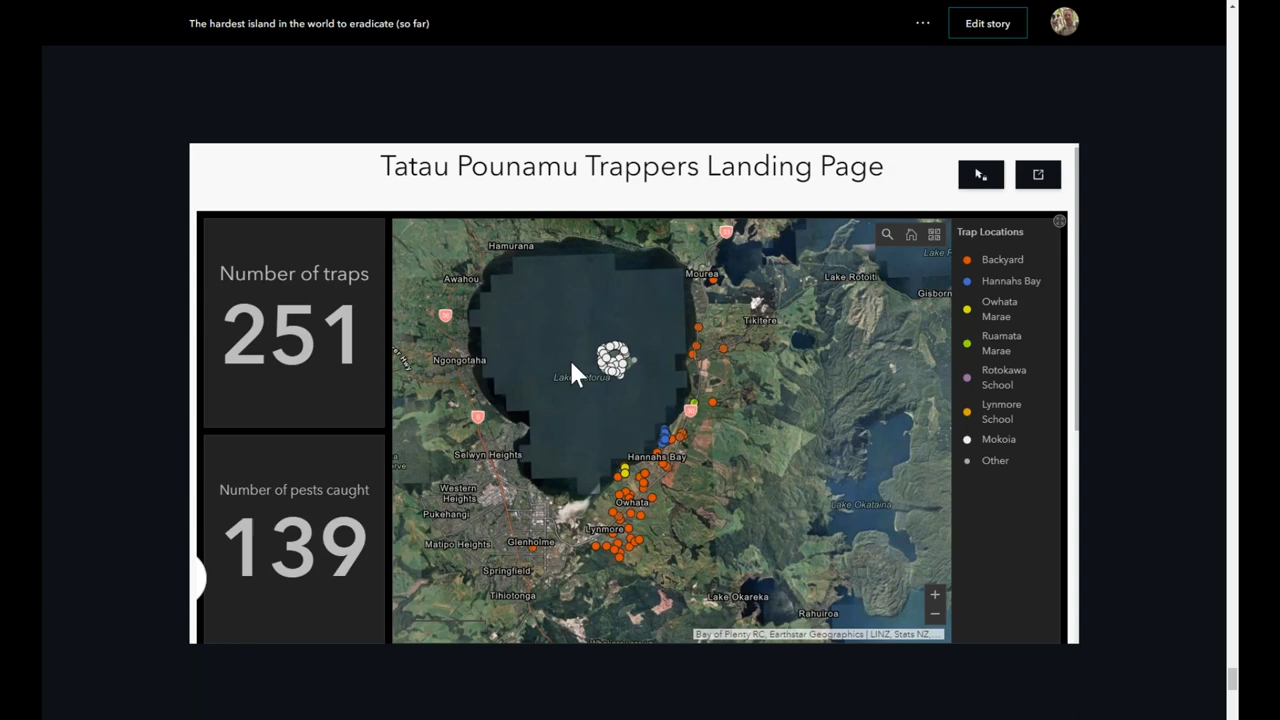 The hardest island in the world to eradicate (so far)
Edit story
Tatau Pounamu Trappers Landing Page
Number of traps
251
Number of pests caught
139
Hamurana
Awahou
Mourea
Lake Rotoiti
Tikitere
Ngongotaha
Selwyn Heights
Hannahs Bay
Western
Heights
Pukehangi
Owhata
Lynmore
Matipo Heights
Glenholme
Springfield
Tihiotonga
Lake Okataina
Lake Okareka
Rahuiroa
Bay of Plenty RC, Earthstar Geographics | LINZ, Stats NZ,...
Trap Locations
Backyard
Hannahs Bay
Owhata
Marae
Ruamata
Marae
Rotokawa
School
Lynmore
School
Mokoia
Other